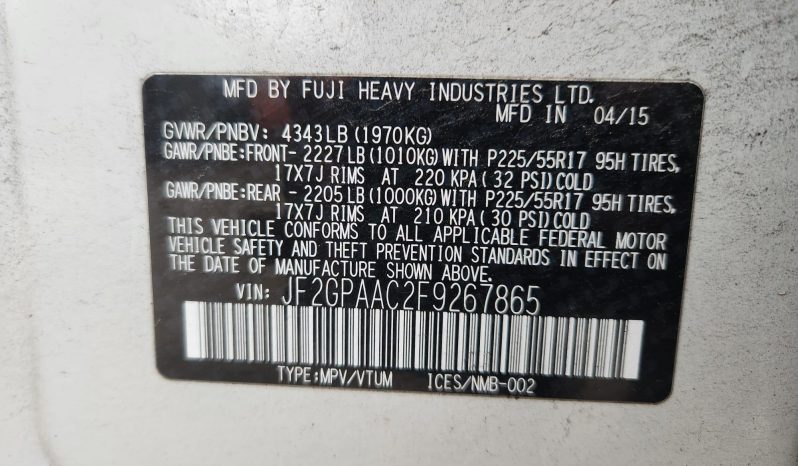 MFD BY FUJI HEAVY INDUSTRIES LTD.
MFD IN 04/15
GVWR/PNBV: 4343LB (1970KG)
GAWR/PNBE:FRONT- 2227LB(1010KG)WITH P225/55R17 95H TIRES,
17X7J RIMS AT 220 KPA(32 PSI)COLD
GAWR/PNBE:REAR - 2205LB(1000KG)WITH P225/55R17 95H TIRES,
17X7J RIMS AT 210 KPA(30 PSI)COLD
THIS VEHICLE CONFORMS TO ALL APPLICABLE FEDERAL MOTOR
VEHICLE SAFETY AND THEFT PREVENTION STANDARDS IN EFFECT ON
THE DATE OF MANUFACTURE SHOWN ABOVE.
VIN: JF2GPAAC2F9267865
TYPE:MPV/VTUM ICES/NMB-002